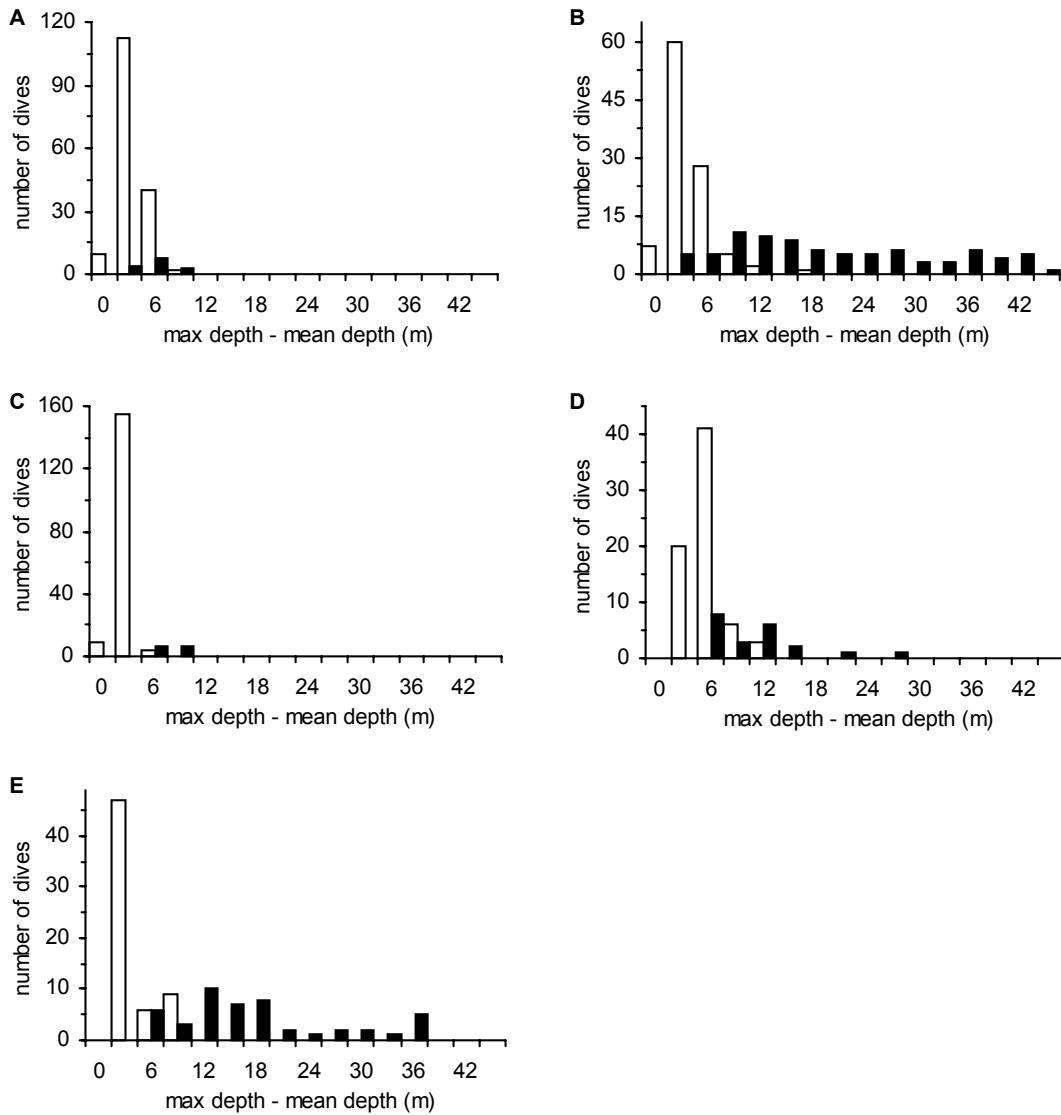 A
number of dives
120
90
60
30
0
0 6 12 18 24 30 36 42
max depth - mean depth (m)
B
number of dives
60
45
30
15
0
0 6 12 18 24 30 36 42
max depth - mean depth (m)
C
number of dives
160
120
80
40
0
0 6 12 18 24 30 36 42
max depth - mean depth (m)
D
number of dives
40
30
20
10
0
0 6 12 18 24 30 36 42
max depth - mean depth (m)
E
number of dives
40
30
20
10
0
0 6 12 18 24 30 36 42
max depth - mean depth (m)